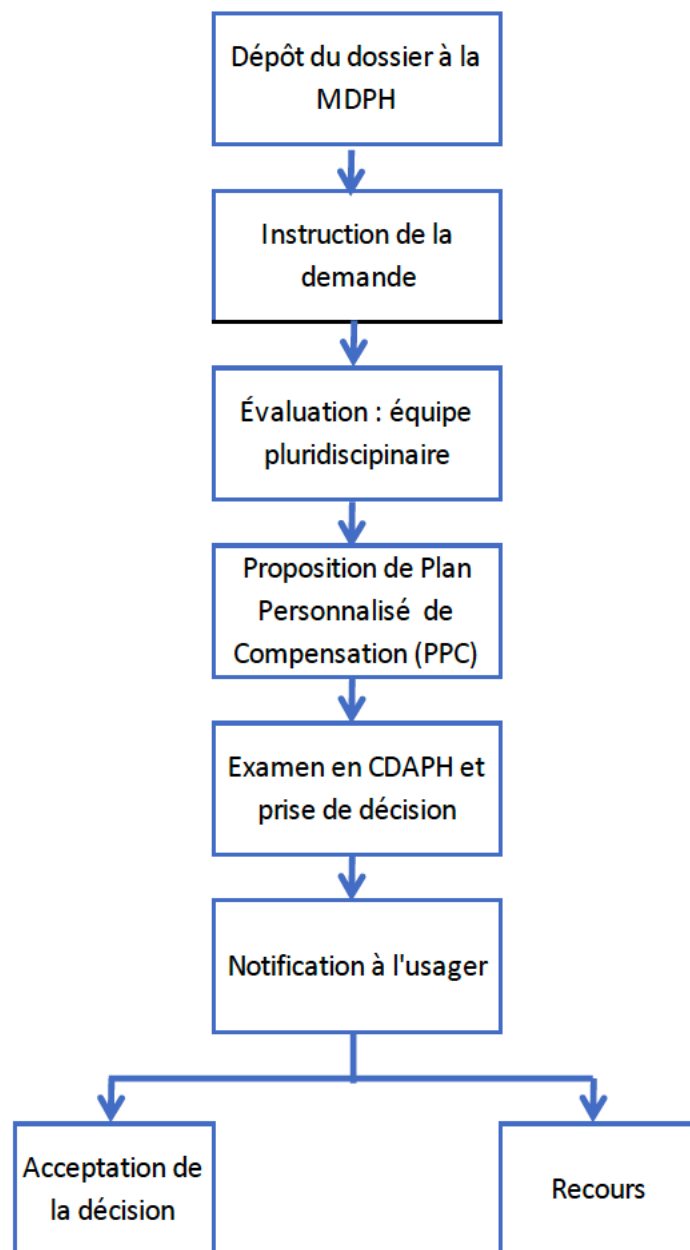 Dépôt du dossier à la
MDPH
Instruction de la
demande
Évaluation : équipe
pluridiscipinaire
Proposition de Plan
Personnalisé de
Compensation (PPC)
Examen en CDAPH et
prise de décision
Notification à l'usager
Acceptation de
la décision
Recours